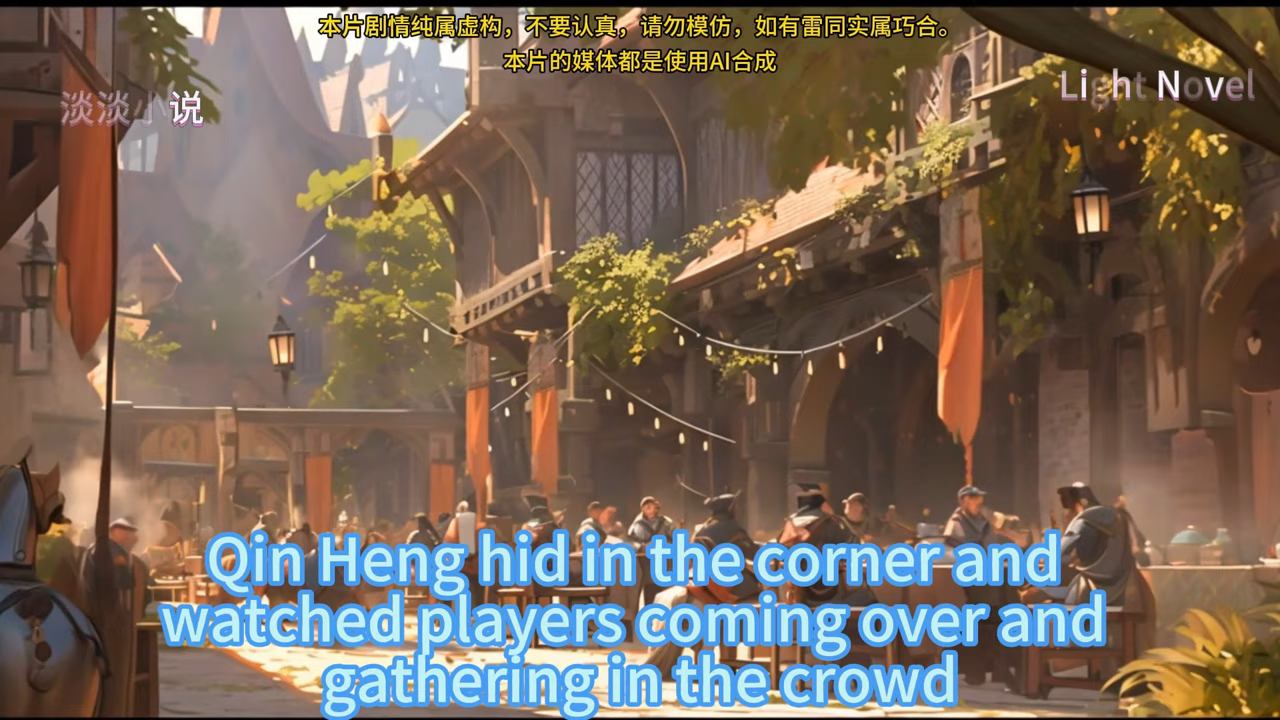 本片剧情纯属虚构，不要认真，请勿模仿，如有雷同实属巧合。
本片的媒体都是使用AI合成
淡淡小说
Light Novel
Qin Heng hid in the corner and
watched players coming over and
gathering in the crowd